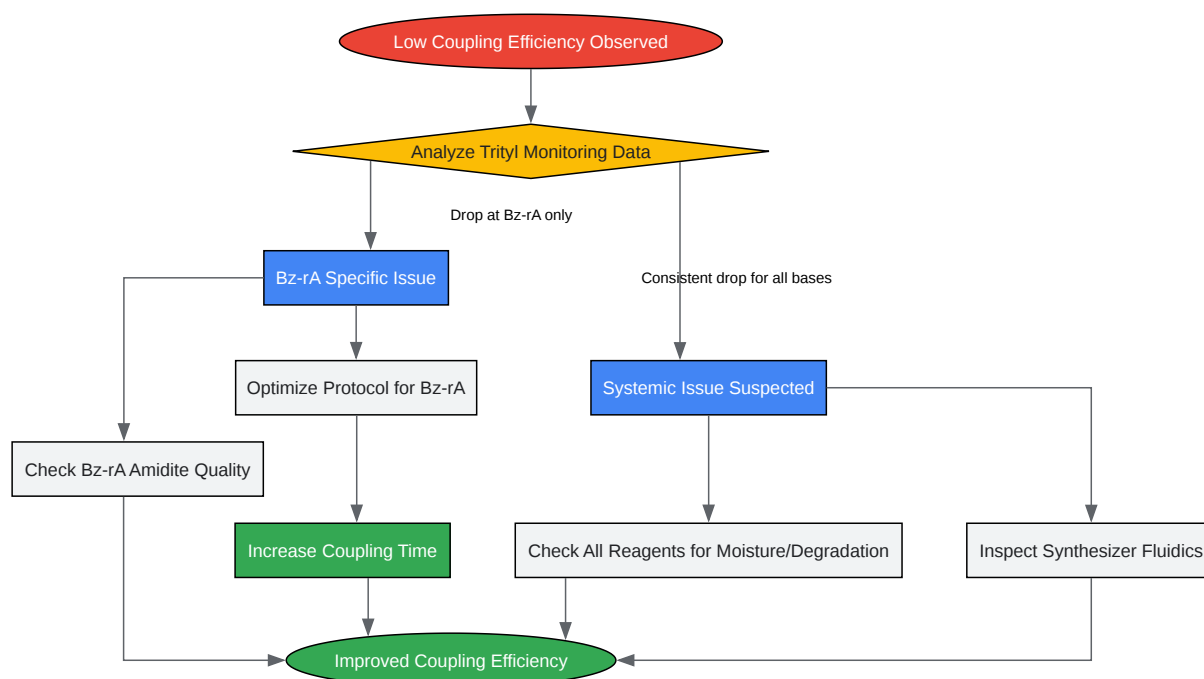 Low Coupling Efficiency Observed
Analyze Trityl Monitoring Data
Drop at Bz-rA only
Bz-rA Specific Issue
Consistent drop for all bases
Optimize Protocol for Bz-rA
Systemic Issue Suspected
Check Bz-rA Amidite Quality
Increase Coupling Time
Check All Reagents for Moisture/Degradation
Inspect Synthesizer Fluidics
Improved Coupling Efficiency